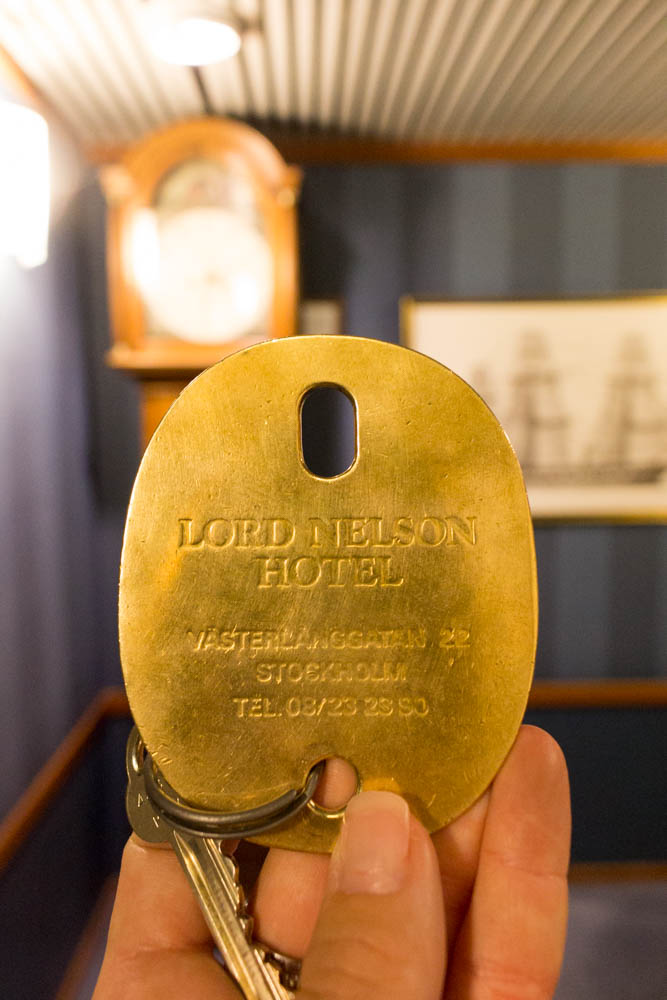 LORD NELSON
HOTEL
VÄSTERLÅNGGATAN 22
STOCKHOLM
TEL. 08/23 23 90